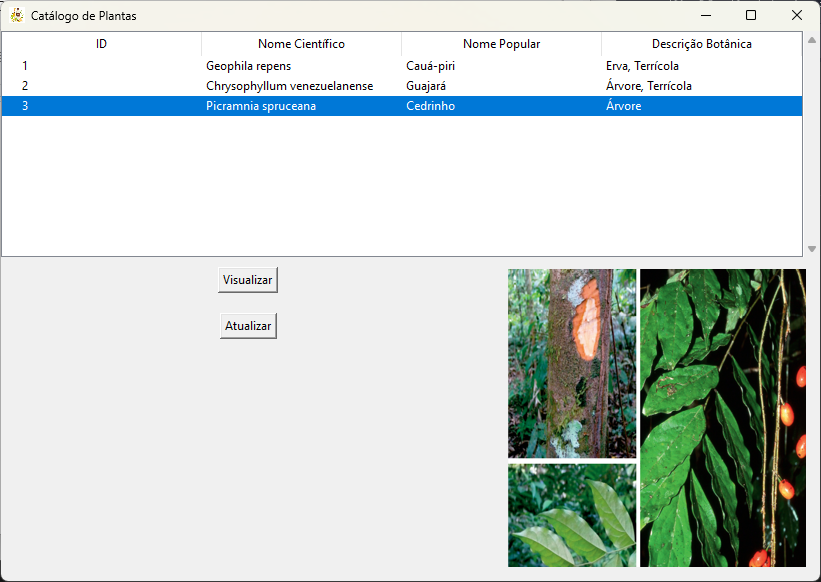 Catálogo de Plantas
ID Nome Científico Nome Popular Descrição Botânica
1 Geophila repens Cauá-piri Erva, Terrícola
2 Chrysophyllum venezuelanense Guajará Árvore, Terrícola
3 Picramnia spruceana Cedrinho Árvore
Visualizar
Atualizar